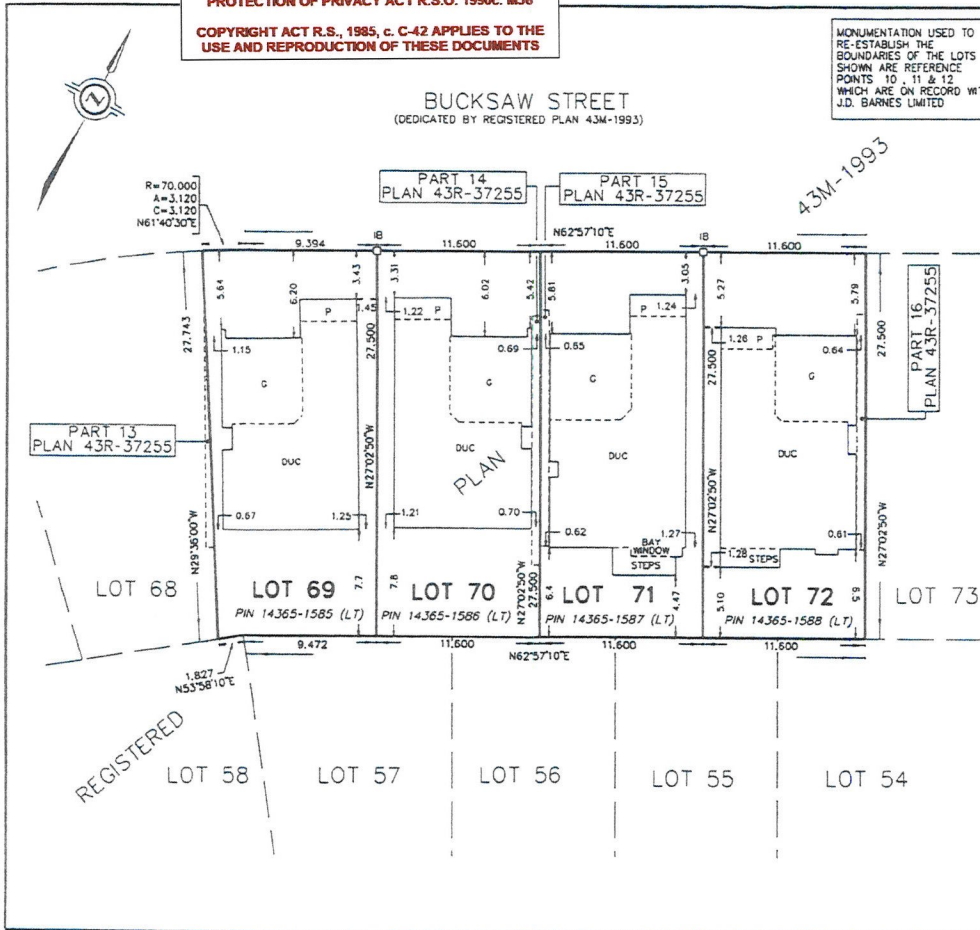 PROTECTION OF PRIVACY ACT R.S.O. 1990c. M56
COPYRIGHT ACT R.S., 1985, c. C-42 APPLIES TO THE
USE AND REPRODUCTION OF THESE DOCUMENTS
MONUMENTATION USED TO
RE-ESTABLISH THE
BOUNDARIES OF THE LOTS
SHOWN ARE REFERENCE
POINTS 10 , 11 & 12
WHICH ARE ON RECORD WIT
J.D. BARNES LIMITED
BUCKSAW STREET
(DEDICATED BY REGISTERED PLAN 43M-1993)
43M-1993
R=70.000
A=3.120
C=3.120
N61°40'30"E
PART 14
PLAN 43R-37255
PART 15
PLAN 43R-37255
N62°57'10"E
9.394
IB
11.600
11.600
IB
11.600
5.64
6.20
3.43
3.31
6.02
5.42
5.81
3.05
5.27
5.79
PART 16
PLAN 43R-37255
27.743
P
1.45
1.22
P
P
1.24
1.26
P
27.500
27.500
27.500
1.15
0.69
0.65
0.64
G
G
G
G
PART 13
PLAN 43R-37255
DUC
DUC
DUC
DUC
N27°02'50"W
PLAN
N27°02'50"W
N27°02'50"W
0.67
1.25
1.21
0.70
0.62
1.27
0.61
BAY
WINDOW
STEPS
1.28
STEPS
N29°36'00"W
N27°02'50"W
27.500
LOT 68
LOT 69
LOT 70
LOT 71
LOT 72
LOT 73
PIN 14365-1585 (LT)
PIN 14365-1586 (LT)
PIN 14365-1587 (LT)
PIN 14365-1588 (LT)
7.7
7.8
6.4
4.47
5.10
6.5
9.472
11.600
N62°57'10"E
11.600
11.600
1.827
N53°58'10"E
REGISTERED
LOT 58
LOT 57
LOT 56
LOT 55
LOT 54